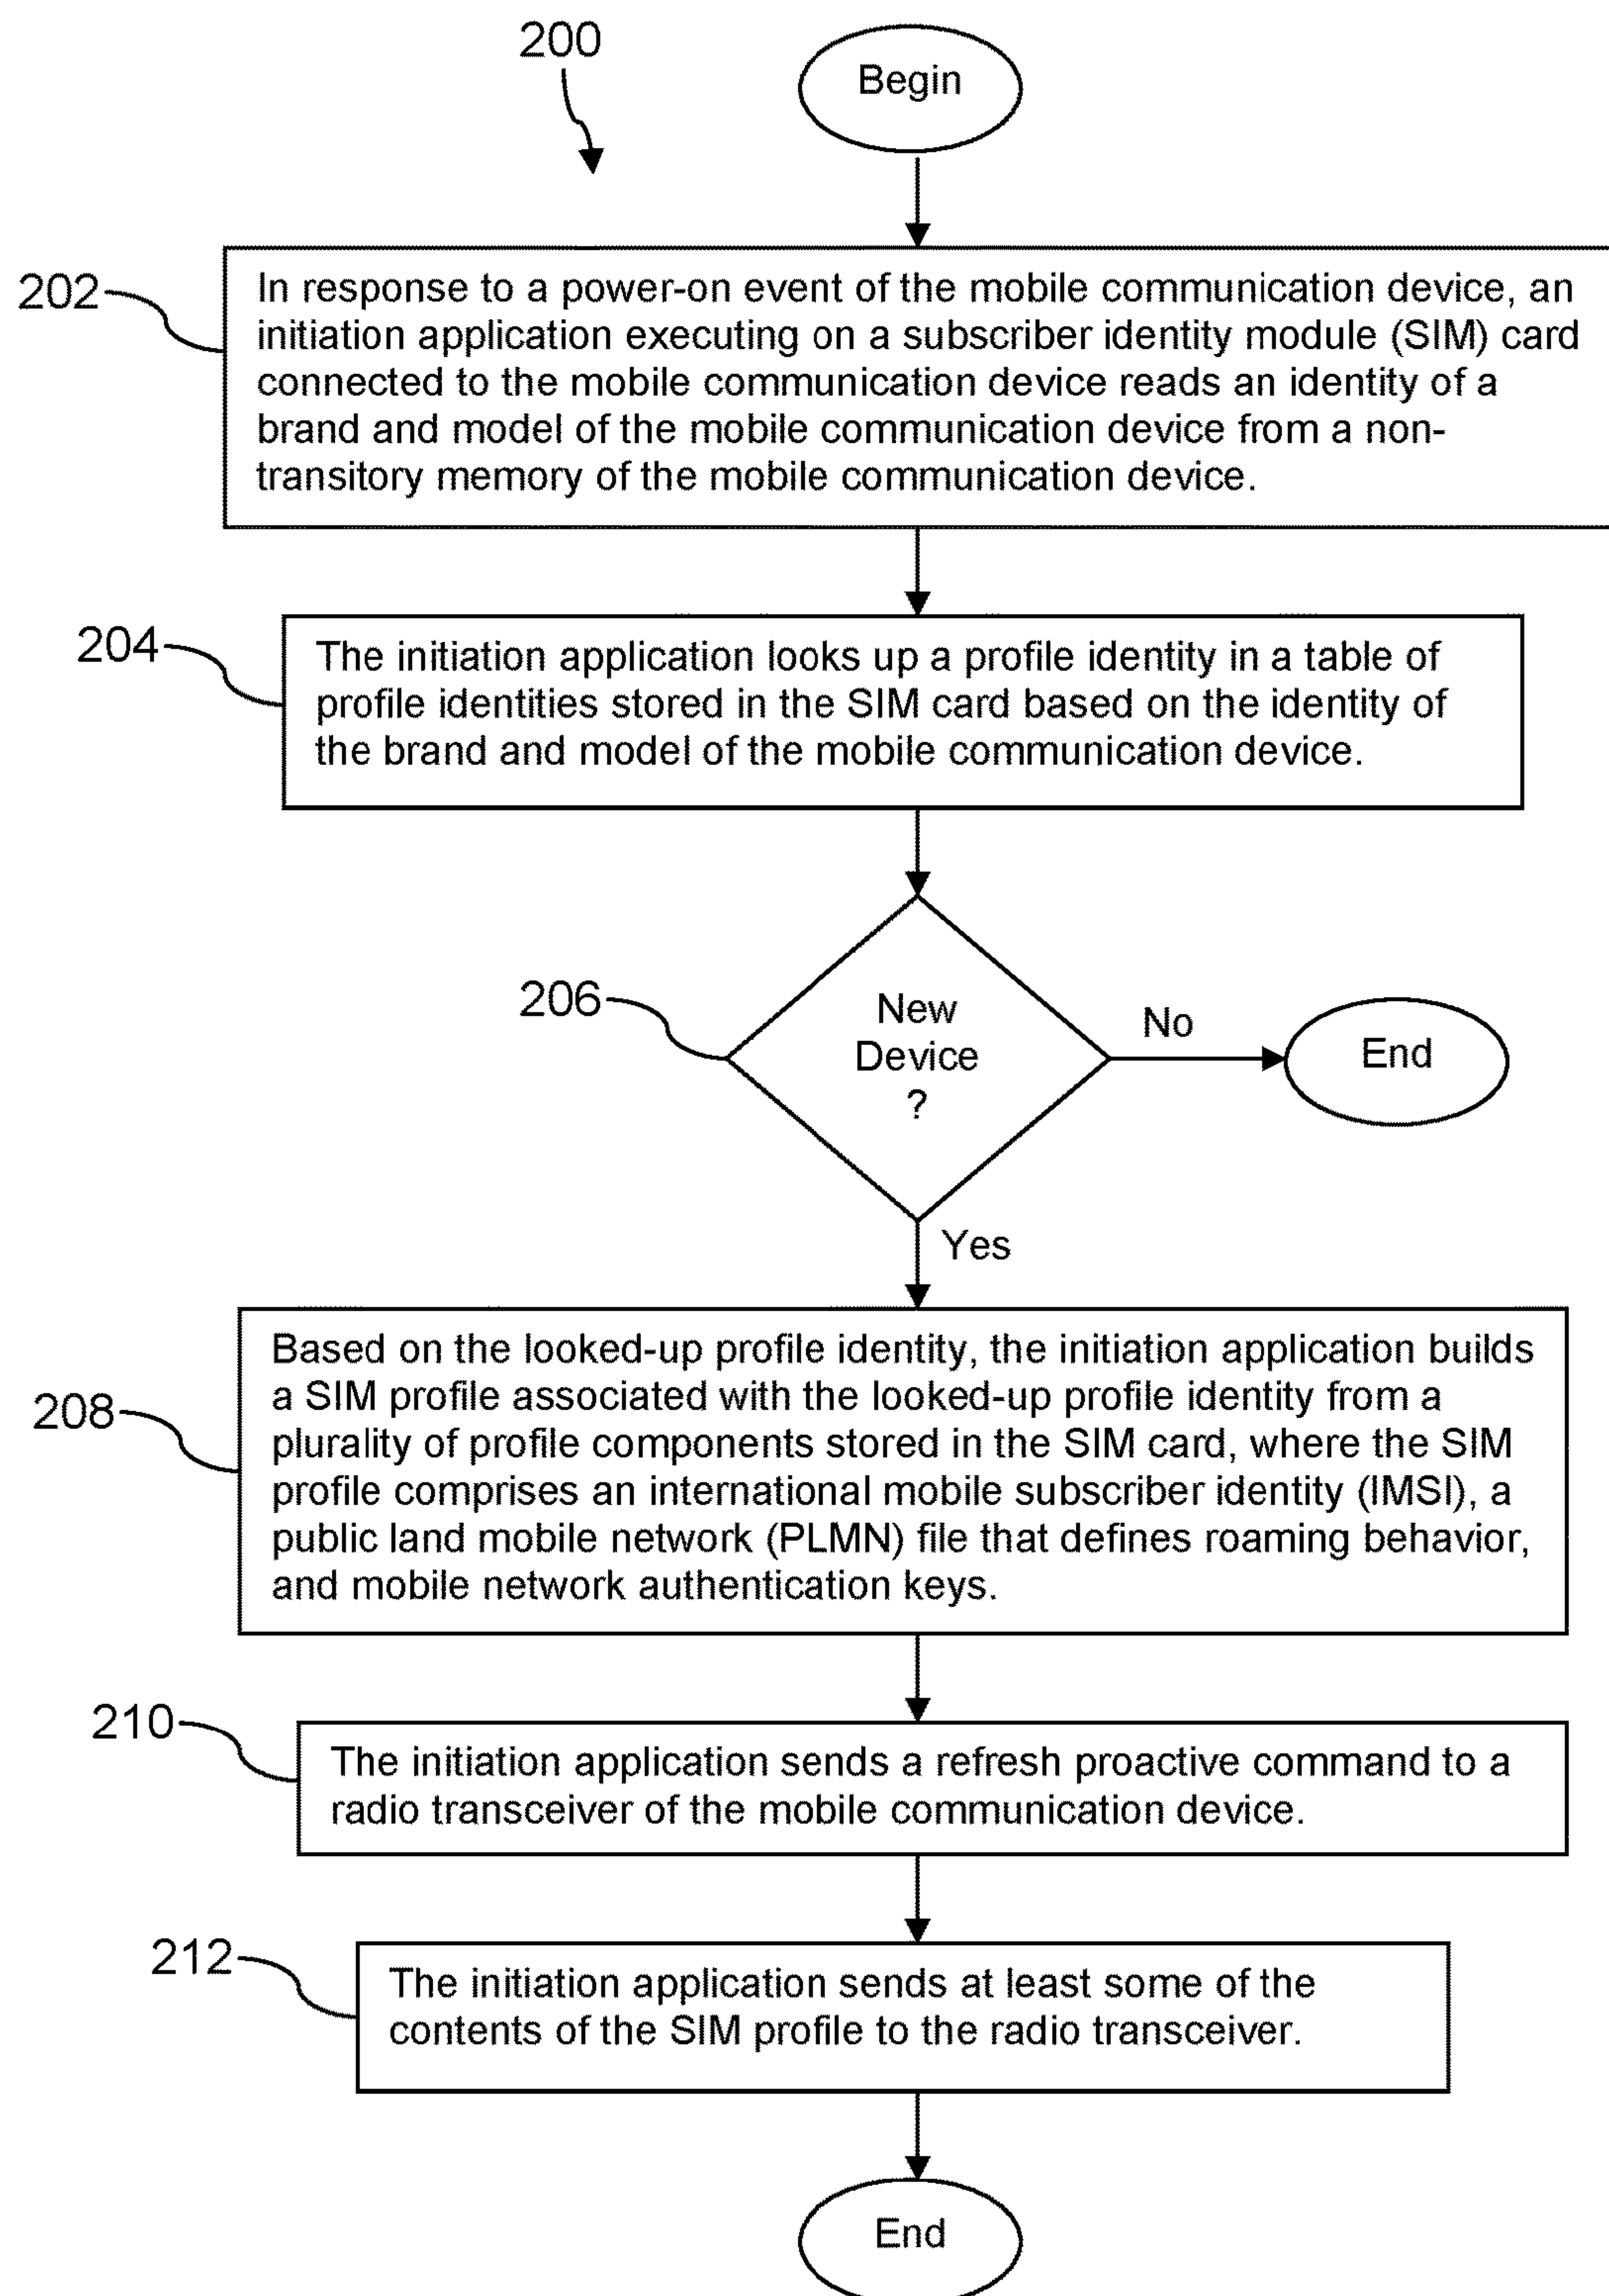 200
Begin
202
In response to a power-on event of the mobile communication device, an
initiation application executing on a subscriber identity module (SIM) card
connected to the mobile communication device reads an identity of a
brand and model of the mobile communication device from a non-
transitory memory of the mobile communication device.
204
The initiation application looks up a profile identity in a table of
profile identities stored in the SIM card based on the identity of
the brand and model of the mobile communication device.
206
New
Device
?
No
End
Yes
208
Based on the looked-up profile identity, the initiation application builds
a SIM profile associated with the looked-up profile identity from a
plurality of profile components stored in the SIM card, where the SIM
profile comprises an international mobile subscriber identity (IMSI), a
public land mobile network (PLMN) file that defines roaming behavior,
and mobile network authentication keys.
210
The initiation application sends a refresh proactive command to a
radio transceiver of the mobile communication device.
212
The initiation application sends at least some of the
contents of the SIM profile to the radio transceiver.
End